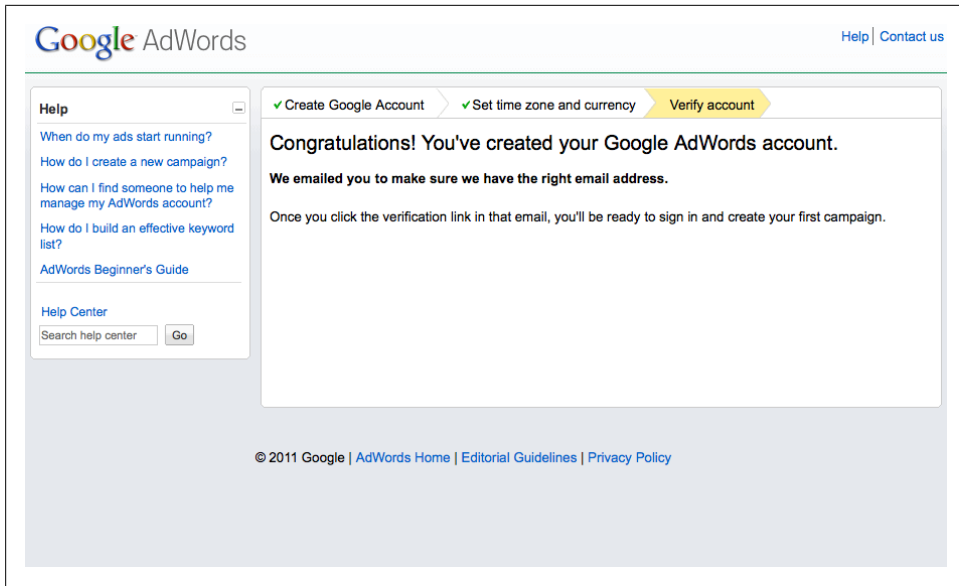 Google AdWords
Help | Contact us
Help
When do my ads start running?
How do I create a new campaign?
How can I find someone to help me
manage my AdWords account?
How do I build an effective keyword
list?
AdWords Beginner's Guide
Help Center
Search help center Go
✓Create Google Account ✓Set time zone and currency Verify account
Congratulations! You've created your Google AdWords account.
We emailed you to make sure we have the right email address.
Once you click the verification link in that email, you'll be ready to sign in and create your first campaign.
© 2011 Google | AdWords Home | Editorial Guidelines | Privacy Policy